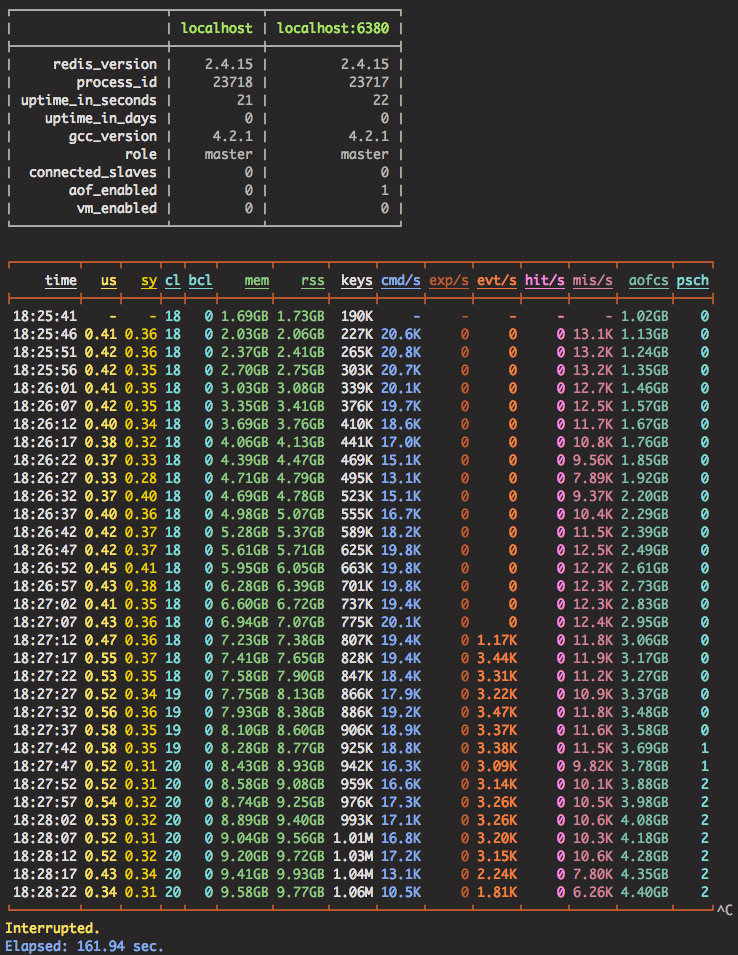 localhost localhost:6380
redis_version 2.4.15 2.4.15
process_id 23718 23717
uptime_in_seconds 21 22
uptime_in_days 0 0
gcc_version 4.2.1 4.2.1
role master master
connected_slaves 0 0
aof_enabled 0 1
vm_enabled 0 0
time us sy cl bcl mem rss keys cmd/s exp/s evt/s hit/s mis/s aofcs psch
18:25:41 - - 18 0 1.69GB 1.73GB 190K - - - - - 1.02GB 0
18:25:46 0.41 0.36 18 0 2.03GB 2.06GB 227K 20.6K 0 0 0 13.1K 1.13GB 0
18:25:51 0.42 0.36 18 0 2.37GB 2.41GB 265K 20.8K 0 0 0 13.2K 1.24GB 0
18:25:56 0.42 0.35 18 0 2.70GB 2.75GB 303K 20.7K 0 0 0 13.2K 1.35GB 0
18:26:01 0.41 0.35 18 0 3.03GB 3.08GB 339K 20.1K 0 0 0 12.7K 1.46GB 0
18:26:07 0.42 0.35 18 0 3.35GB 3.41GB 376K 19.7K 0 0 0 12.5K 1.57GB 0
18:26:12 0.40 0.34 18 0 3.69GB 3.76GB 410K 18.6K 0 0 0 11.7K 1.67GB 0
18:26:17 0.38 0.32 18 0 4.06GB 4.13GB 441K 17.0K 0 0 0 10.8K 1.76GB 0
18:26:22 0.37 0.33 18 0 4.39GB 4.47GB 469K 15.1K 0 0 0 9.56K 1.85GB 0
18:26:27 0.33 0.28 18 0 4.71GB 4.79GB 495K 13.1K 0 0 0 7.89K 1.92GB 0
18:26:32 0.37 0.40 18 0 4.69GB 4.78GB 523K 15.1K 0 0 0 9.37K 2.20GB 0
18:26:37 0.40 0.36 18 0 4.98GB 5.07GB 555K 16.7K 0 0 0 10.4K 2.29GB 0
18:26:42 0.42 0.37 18 0 5.28GB 5.37GB 589K 18.2K 0 0 0 11.5K 2.39GB 0
18:26:47 0.42 0.37 18 0 5.61GB 5.71GB 625K 19.8K 0 0 0 12.5K 2.49GB 0
18:26:52 0.45 0.41 18 0 5.95GB 6.05GB 663K 19.8K 0 0 0 12.2K 2.61GB 0
18:26:57 0.43 0.38 18 0 6.28GB 6.39GB 701K 19.8K 0 0 0 12.3K 2.73GB 0
18:27:02 0.41 0.35 18 0 6.60GB 6.72GB 737K 19.4K 0 0 0 12.3K 2.83GB 0
18:27:07 0.43 0.36 18 0 6.94GB 7.07GB 775K 20.1K 0 0 0 12.4K 2.95GB 0
18:27:12 0.47 0.36 18 0 7.23GB 7.38GB 807K 19.4K 0 1.17K 0 11.8K 3.06GB 0
18:27:17 0.55 0.37 18 0 7.41GB 7.65GB 828K 19.4K 0 3.44K 0 11.9K 3.17GB 0
18:27:22 0.53 0.35 18 0 7.58GB 7.90GB 847K 18.4K 0 3.31K 0 11.2K 3.27GB 0
18:27:27 0.52 0.34 19 0 7.75GB 8.13GB 866K 17.9K 0 3.22K 0 10.9K 3.37GB 0
18:27:32 0.56 0.36 19 0 7.93GB 8.38GB 886K 19.2K 0 3.47K 0 11.8K 3.48GB 0
18:27:37 0.58 0.35 19 0 8.10GB 8.60GB 906K 18.9K 0 3.37K 0 11.6K 3.58GB 0
18:27:42 0.58 0.35 19 0 8.28GB 8.77GB 925K 18.8K 0 3.38K 0 11.5K 3.69GB 1
18:27:47 0.52 0.31 20 0 8.43GB 8.93GB 942K 16.3K 0 3.09K 0 9.82K 3.78GB 1
18:27:52 0.52 0.31 20 0 8.58GB 9.08GB 959K 16.6K 0 3.14K 0 10.1K 3.88GB 2
18:27:57 0.54 0.32 20 0 8.74GB 9.25GB 976K 17.3K 0 3.26K 0 10.5K 3.98GB 2
18:28:02 0.53 0.32 20 0 8.89GB 9.40GB 993K 17.1K 0 3.26K 0 10.6K 4.08GB 2
18:28:07 0.52 0.31 20 0 9.04GB 9.56GB 1.01M 16.8K 0 3.20K 0 10.3K 4.18GB 2
18:28:12 0.52 0.32 20 0 9.20GB 9.72GB 1.03M 17.2K 0 3.15K 0 10.6K 4.28GB 2
18:28:17 0.43 0.34 20 0 9.41GB 9.93GB 1.04M 13.1K 0 2.24K 0 7.80K 4.35GB 2
18:28:22 0.34 0.31 20 0 9.58GB 9.77GB 1.06M 10.5K 0 1.81K 0 6.26K 4.40GB 2
^C
Interrupted.
Elapsed: 161.94 sec.